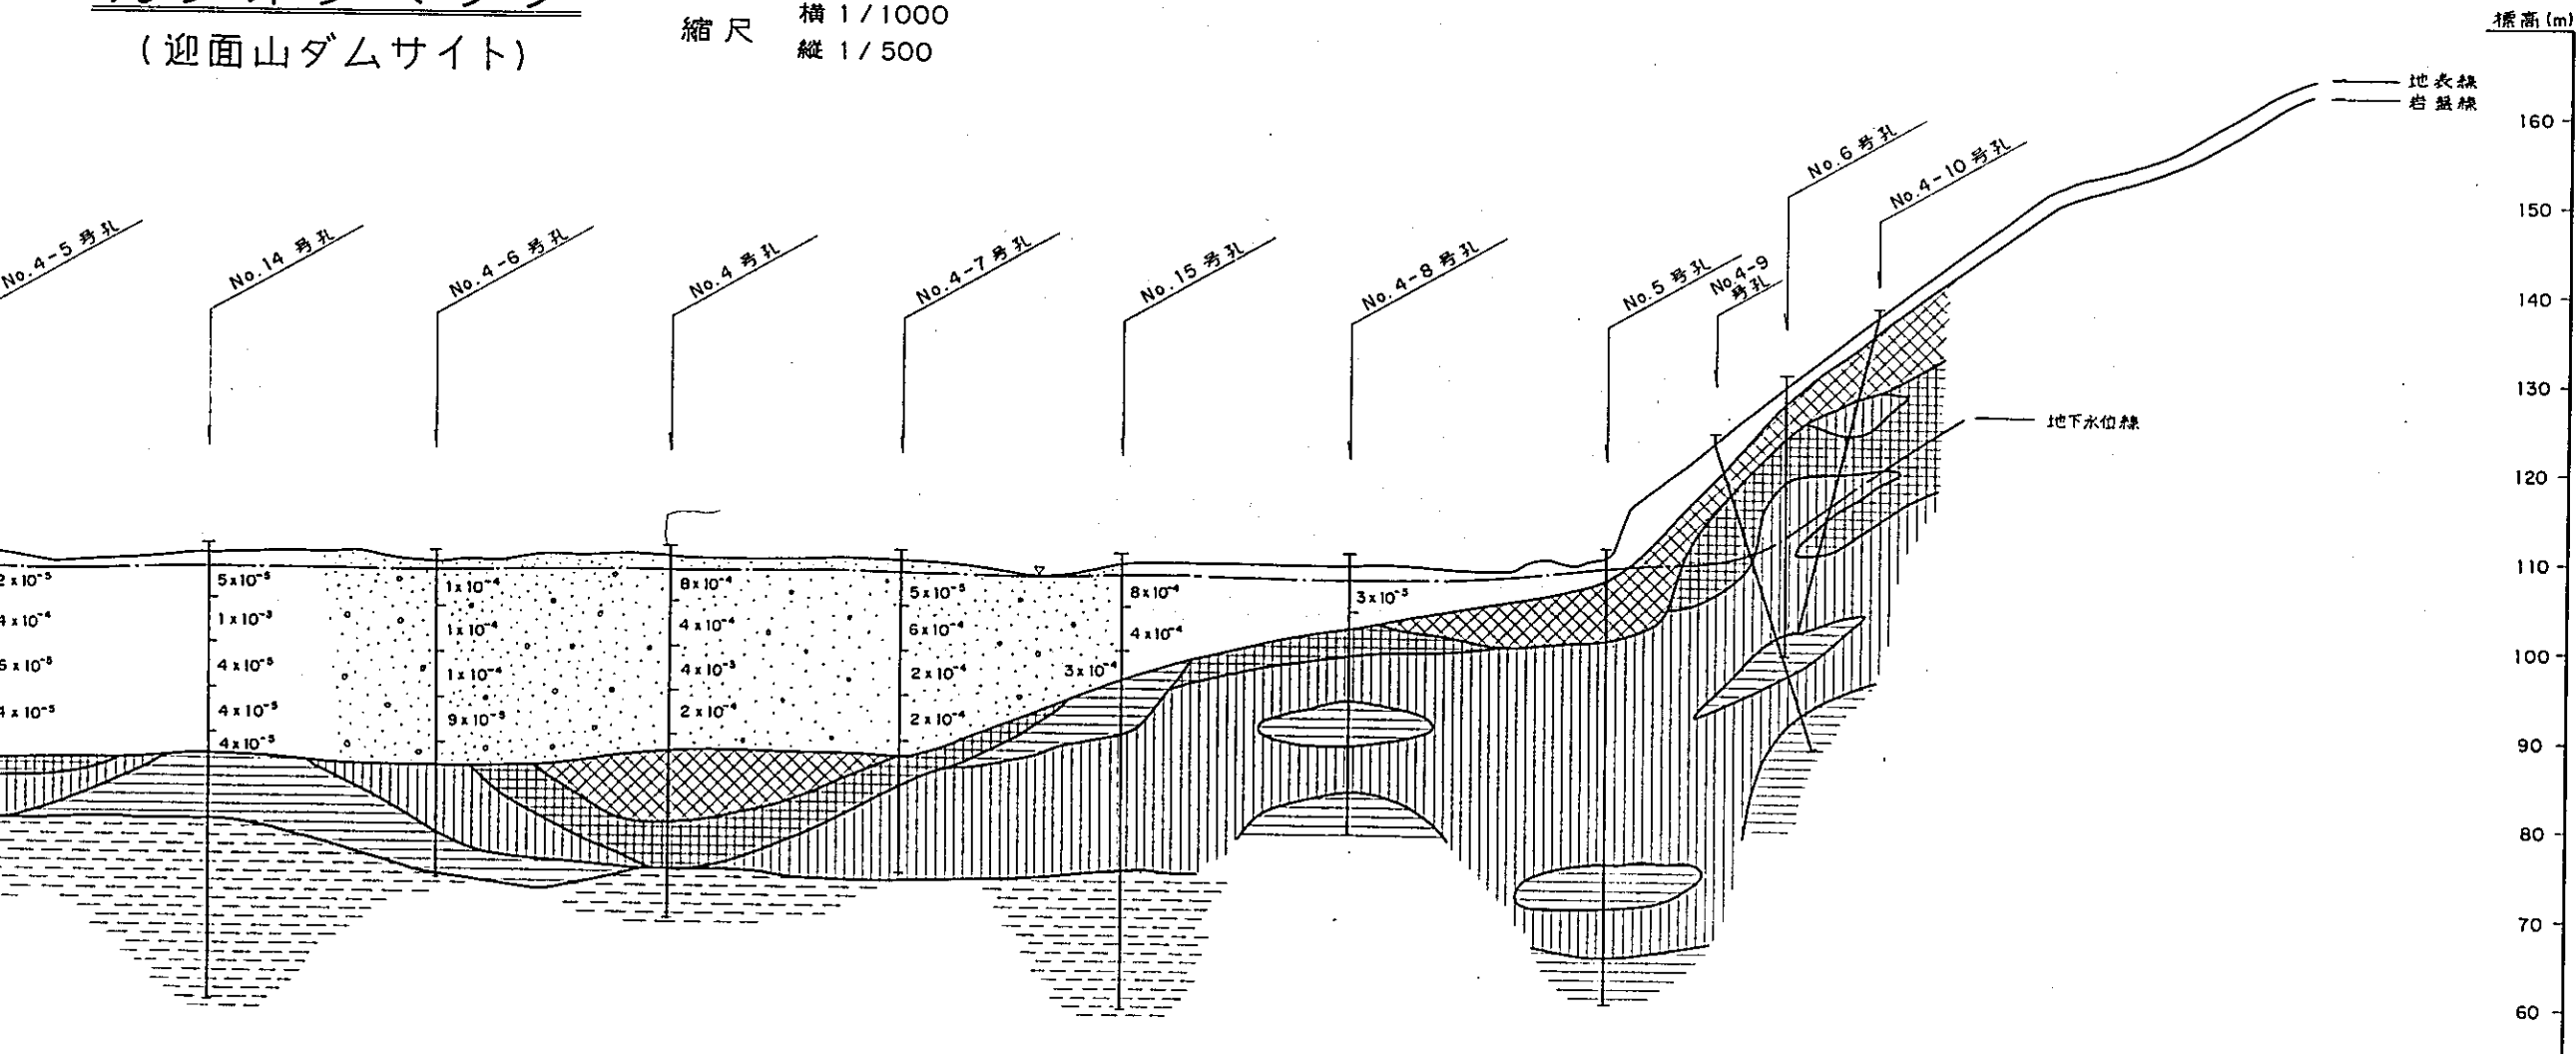 (迎面山ダムサイト)
縮尺
横 1/1000
縦 1/500
標高(m)
地表線
岩盤線
160
150
140
130
120
110
100
90
80
70
60
No.4-5 号孔
No.14 号孔
No.4-6 号孔
No.4 号孔
No.4-7 号孔
No.15 号孔
No.4-8 号孔
No.5 号孔
No.4-9
号孔
No.6 号孔
No.4-10 号孔
地下水位線
2x10⁻⁵
4x10⁻⁴
4x10⁻⁵
5x10⁻⁵
1x10⁻³
4x10⁻⁵
4x10⁻⁵
4x10⁻⁵
1x10⁻⁴
1x10⁻⁴
1x10⁻⁴
9x10⁻⁵
8x10⁻⁴
4x10⁻⁴
4x10⁻³
2x10⁻⁴
5x10⁻⁵
6x10⁻⁴
2x10⁻⁴
2x10⁻⁴
8x10⁻⁴
4x10⁻⁴
3x10⁻⁴
3x10⁻³